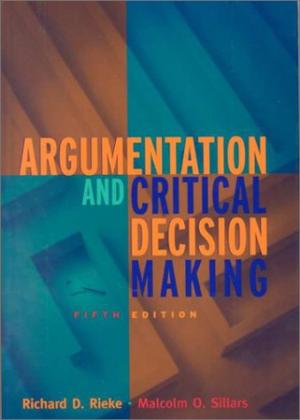 ARGUMENTATION
AND CRITICAL
DECISION
MAKING
FIFTH EDITION
Richard D. Rieke • Malcolm O. Sillars